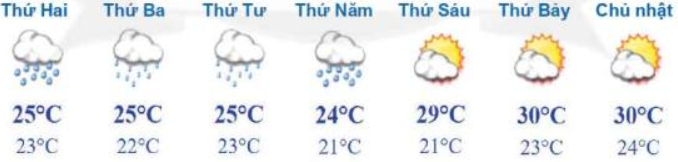 Thứ Hai Thứ Ba Thứ Tư Thứ Năm Thứ Sáu Thứ Bảy Chủ nhật
25°C 25°C 25°C 24°C 29°C 30°C 30°C
23°C 22°C 23°C 21°C 21°C 23°C 24°C